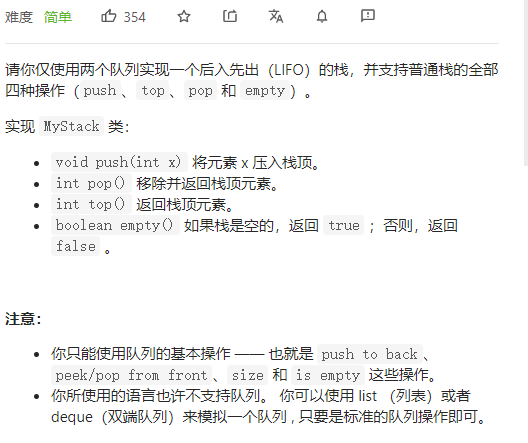 难度 简单 354
请你仅使用两个队列实现一个后入先出（LIFO）的栈，并支持普通栈的全部
四种操作（push、top、pop 和 empty）。
实现 MyStack 类：
void push(int x) 将元素 x 压入栈顶。
int pop() 移除并返回栈顶元素。
int top() 返回栈顶元素。
boolean empty() 如果栈是空的，返回 true ；否则，返回
false 。
注意：
你只能使用队列的基本操作 —— 也就是 push to back、
peek/pop from front、size 和 is empty 这些操作。
你所使用的语言也许不支持队列。 你可以使用 list （列表）或者
deque（双端队列）来模拟一个队列 , 只要是标准的队列操作即可。